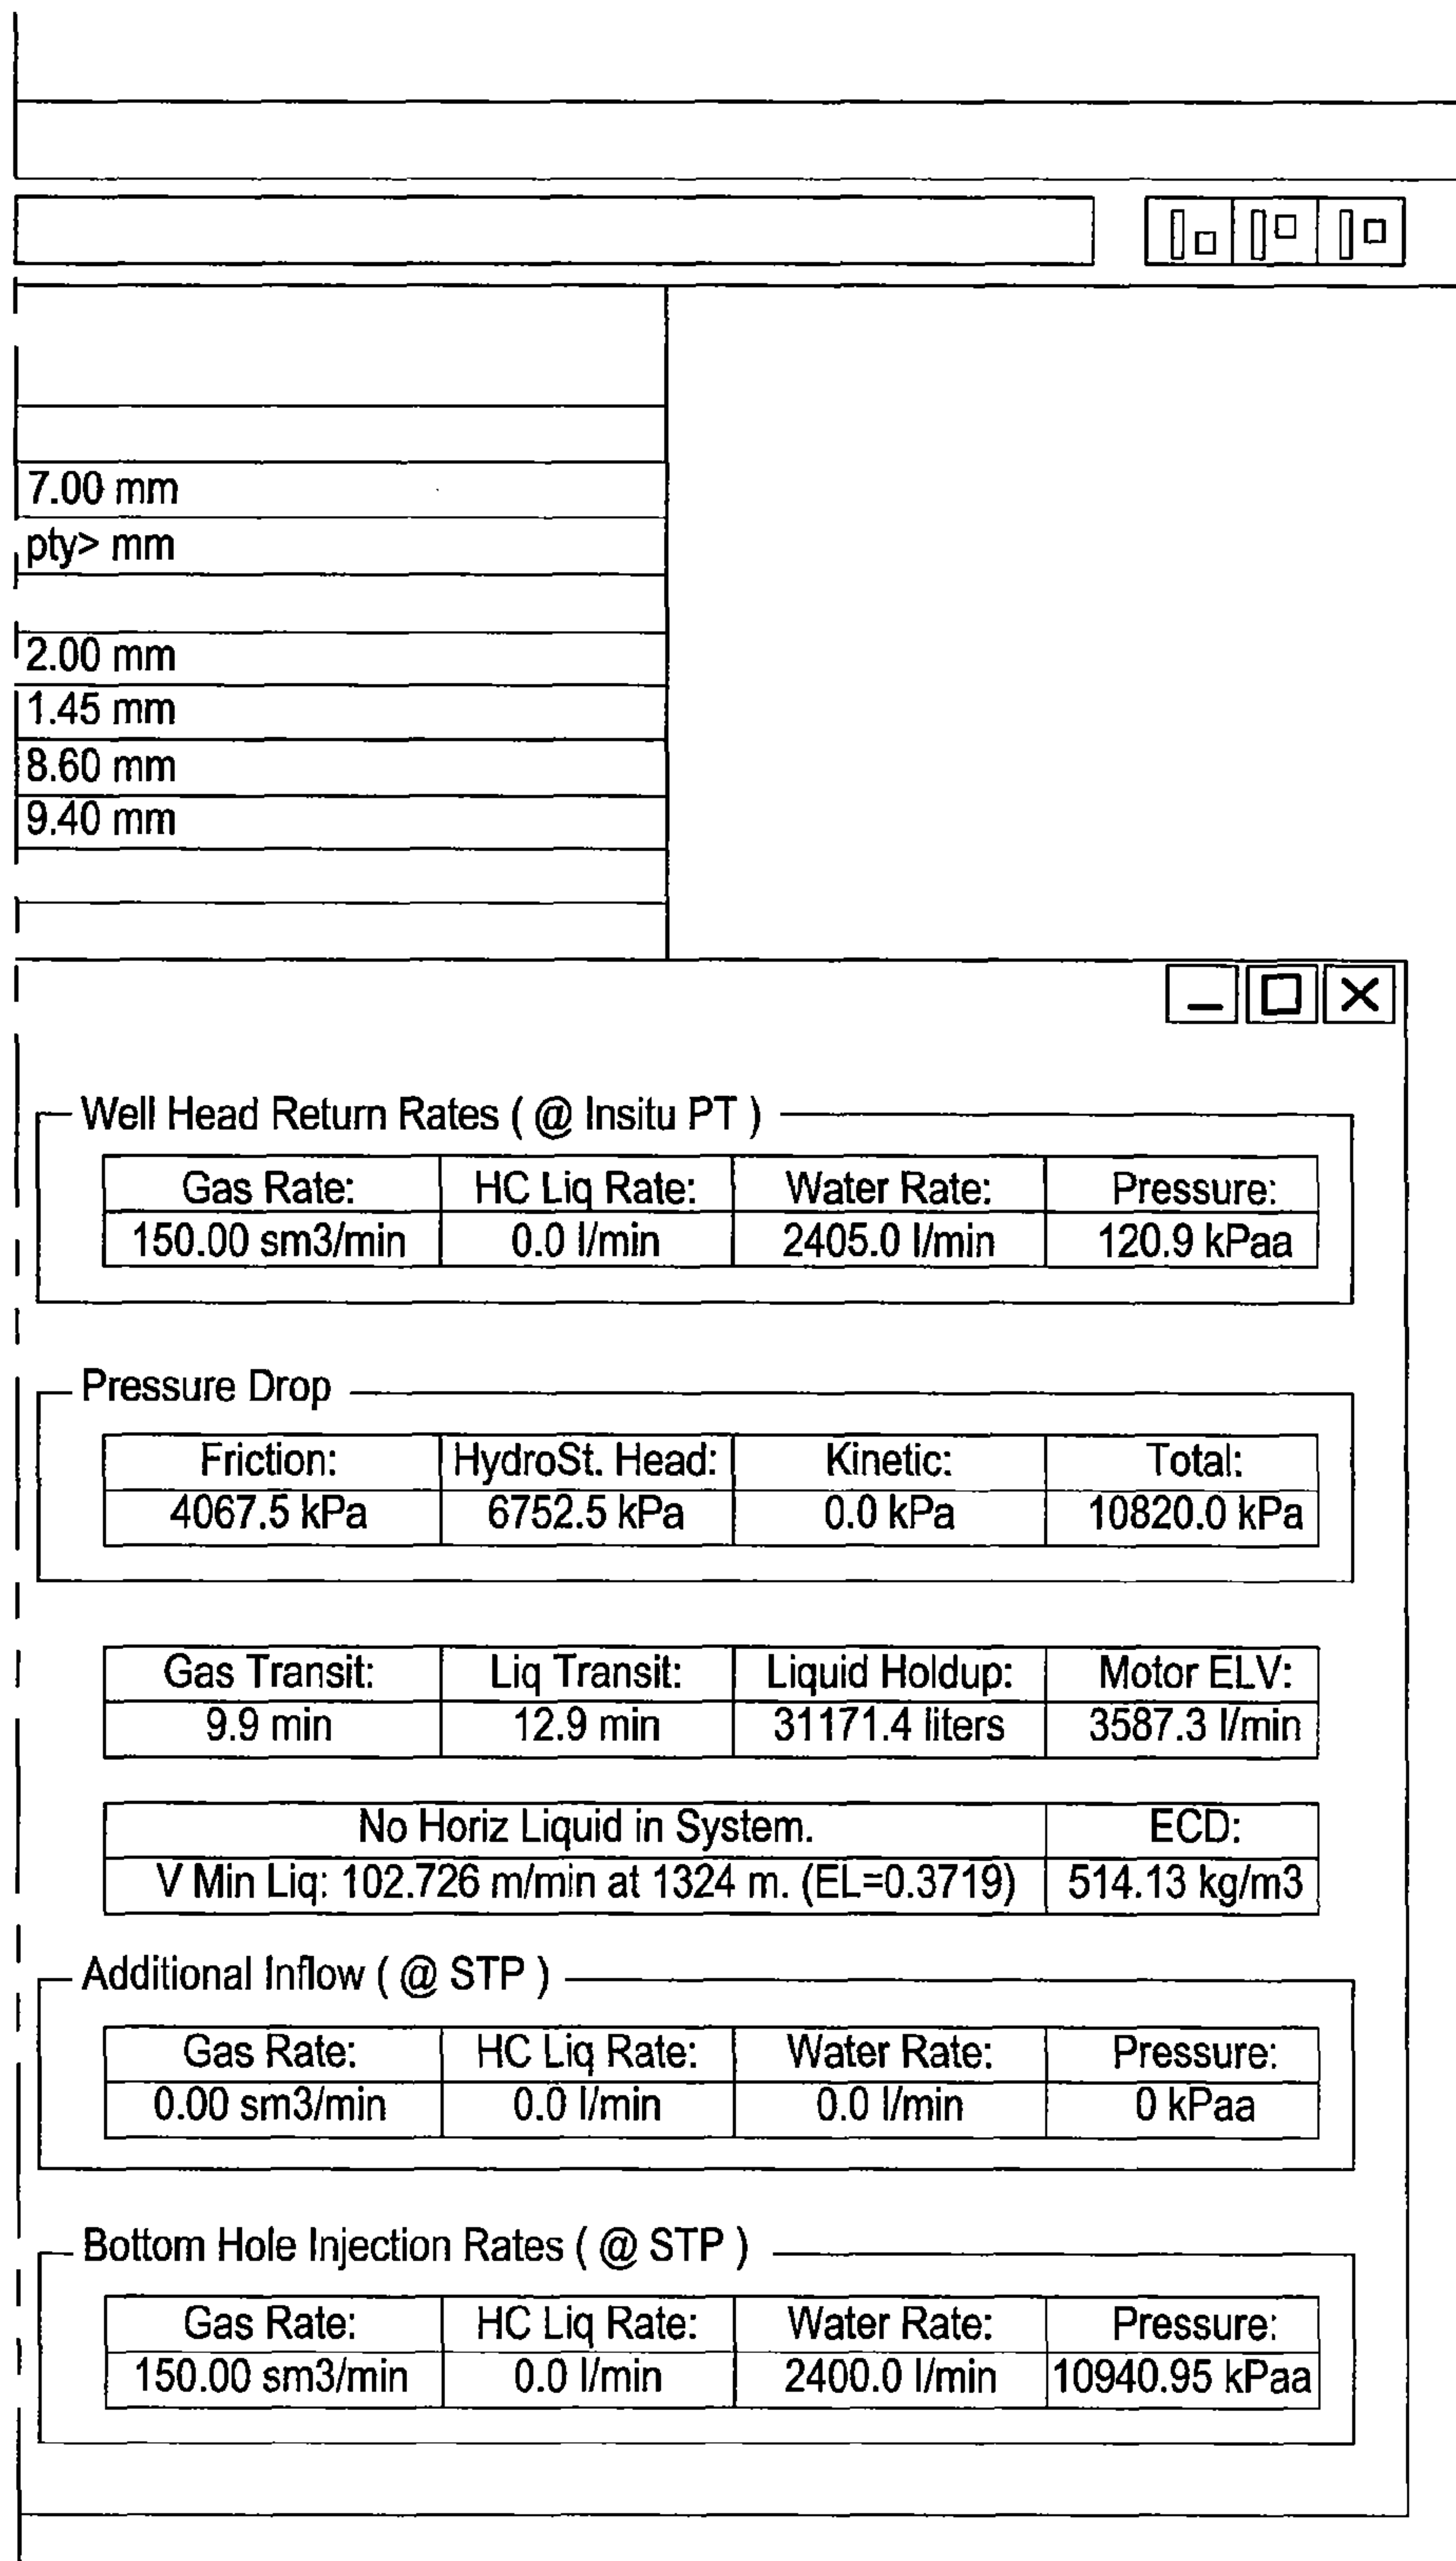 7.00 mm
pty> mm
2.00 mm
1.45 mm
8.60 mm
9.40 mm
Well Head Return Rates ( @ Insitu PT )
Gas Rate: HC Liq Rate: Water Rate: Pressure:
150.00 sm3/min 0.0 l/min 2405.0 l/min 120.9 kPaa
Pressure Drop
Friction: HydroSt. Head: Kinetic: Total:
4067.5 kPa 6752.5 kPa 0.0 kPa 10820.0 kPa
Gas Transit: Liq Transit: Liquid Holdup: Motor ELV:
9.9 min 12.9 min 31171.4 liters 3587.3 l/min
No Horiz Liquid in System. ECD:
V Min Liq: 102.726 m/min at 1324 m. (EL=0.3719) 514.13 kg/m3
Additional Inflow ( @ STP )
Gas Rate: HC Liq Rate: Water Rate: Pressure:
0.00 sm3/min 0.0 l/min 0.0 l/min 0 kPaa
Bottom Hole Injection Rates ( @ STP )
Gas Rate: HC Liq Rate: Water Rate: Pressure:
150.00 sm3/min 0.0 l/min 2400.0 l/min 10940.95 kPaa